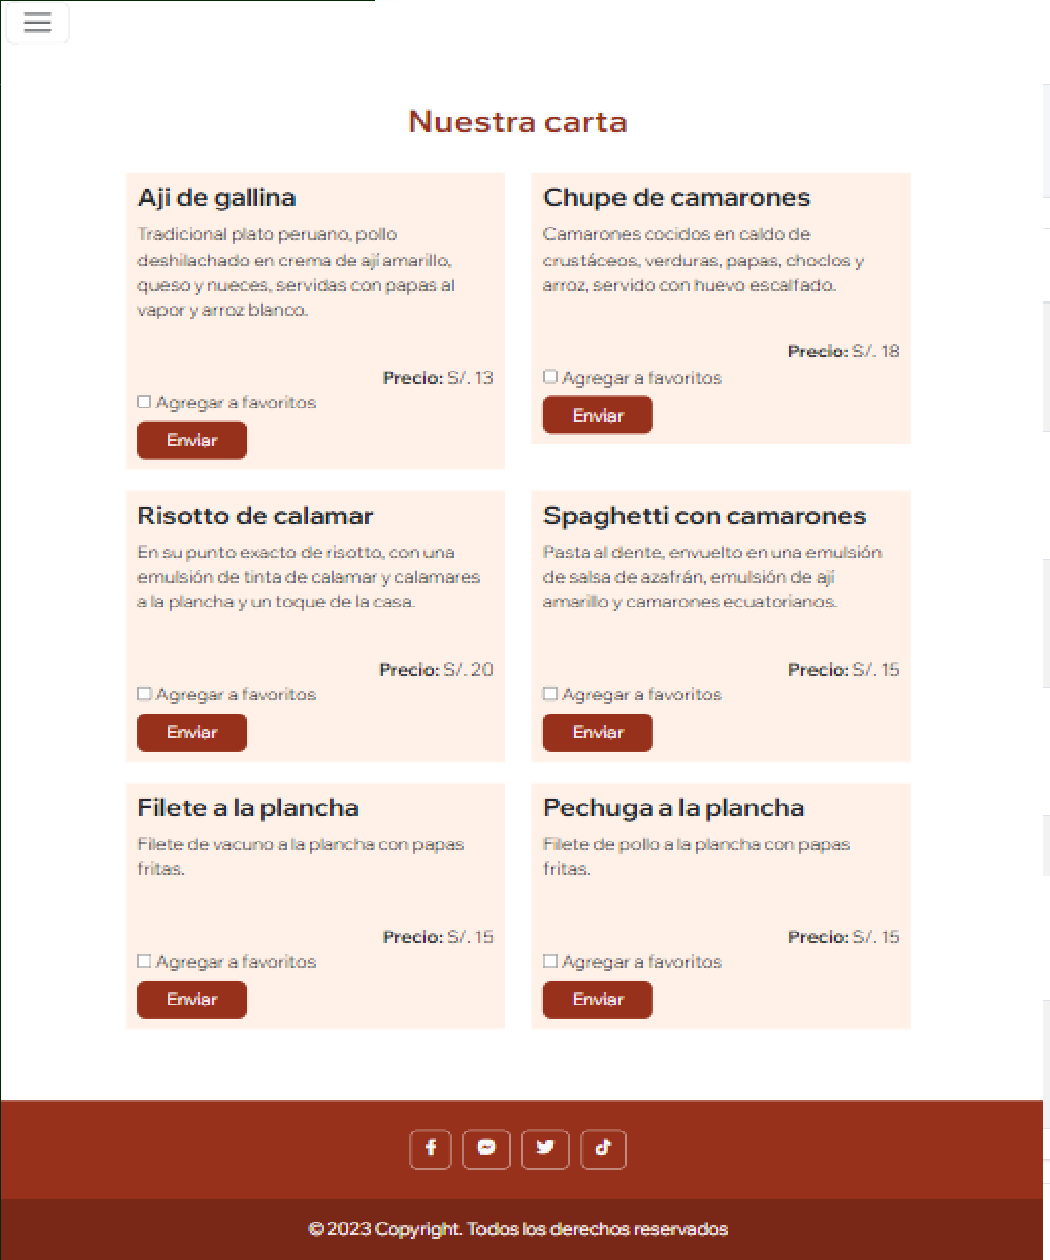 Nuestra carta
Aji de gallina
Tradicional plato peruano, pollo
deshilachado en crema de ají amarillo,
queso y nueces, servidas con papas al
vapor y arroz blanco.
Precio: S/. 13
Agregar a favoritos
Enviar
Chupe de camarones
Camarones cocidos en caldo de
crustáceos, verduras, papas, choclos y
arroz, servido con huevo escalfado.
Precio: S/. 18
Agregar a favoritos
Enviar
Risotto de calamar
En su punto exacto de risotto, con una
emulsión de tinta de calamar y calamares
a la plancha y un toque de la casa.
Precio: S/. 20
Agregar a favoritos
Enviar
Spaghetti con camarones
Pasta al dente, envuelto en una emulsión
de salsa de azafrán, emulsión de ají
amarillo y camarones ecuatorianos.
Precio: S/. 15
Agregar a favoritos
Enviar
Filete a la plancha
Filete de vacuno a la plancha con papas
fritas.
Precio: S/. 15
Agregar a favoritos
Enviar
Pechuga a la plancha
Filete de pollo a la plancha con papas
fritas.
Precio: S/. 15
Agregar a favoritos
Enviar
© 2023 Copyright. Todos los derechos reservados